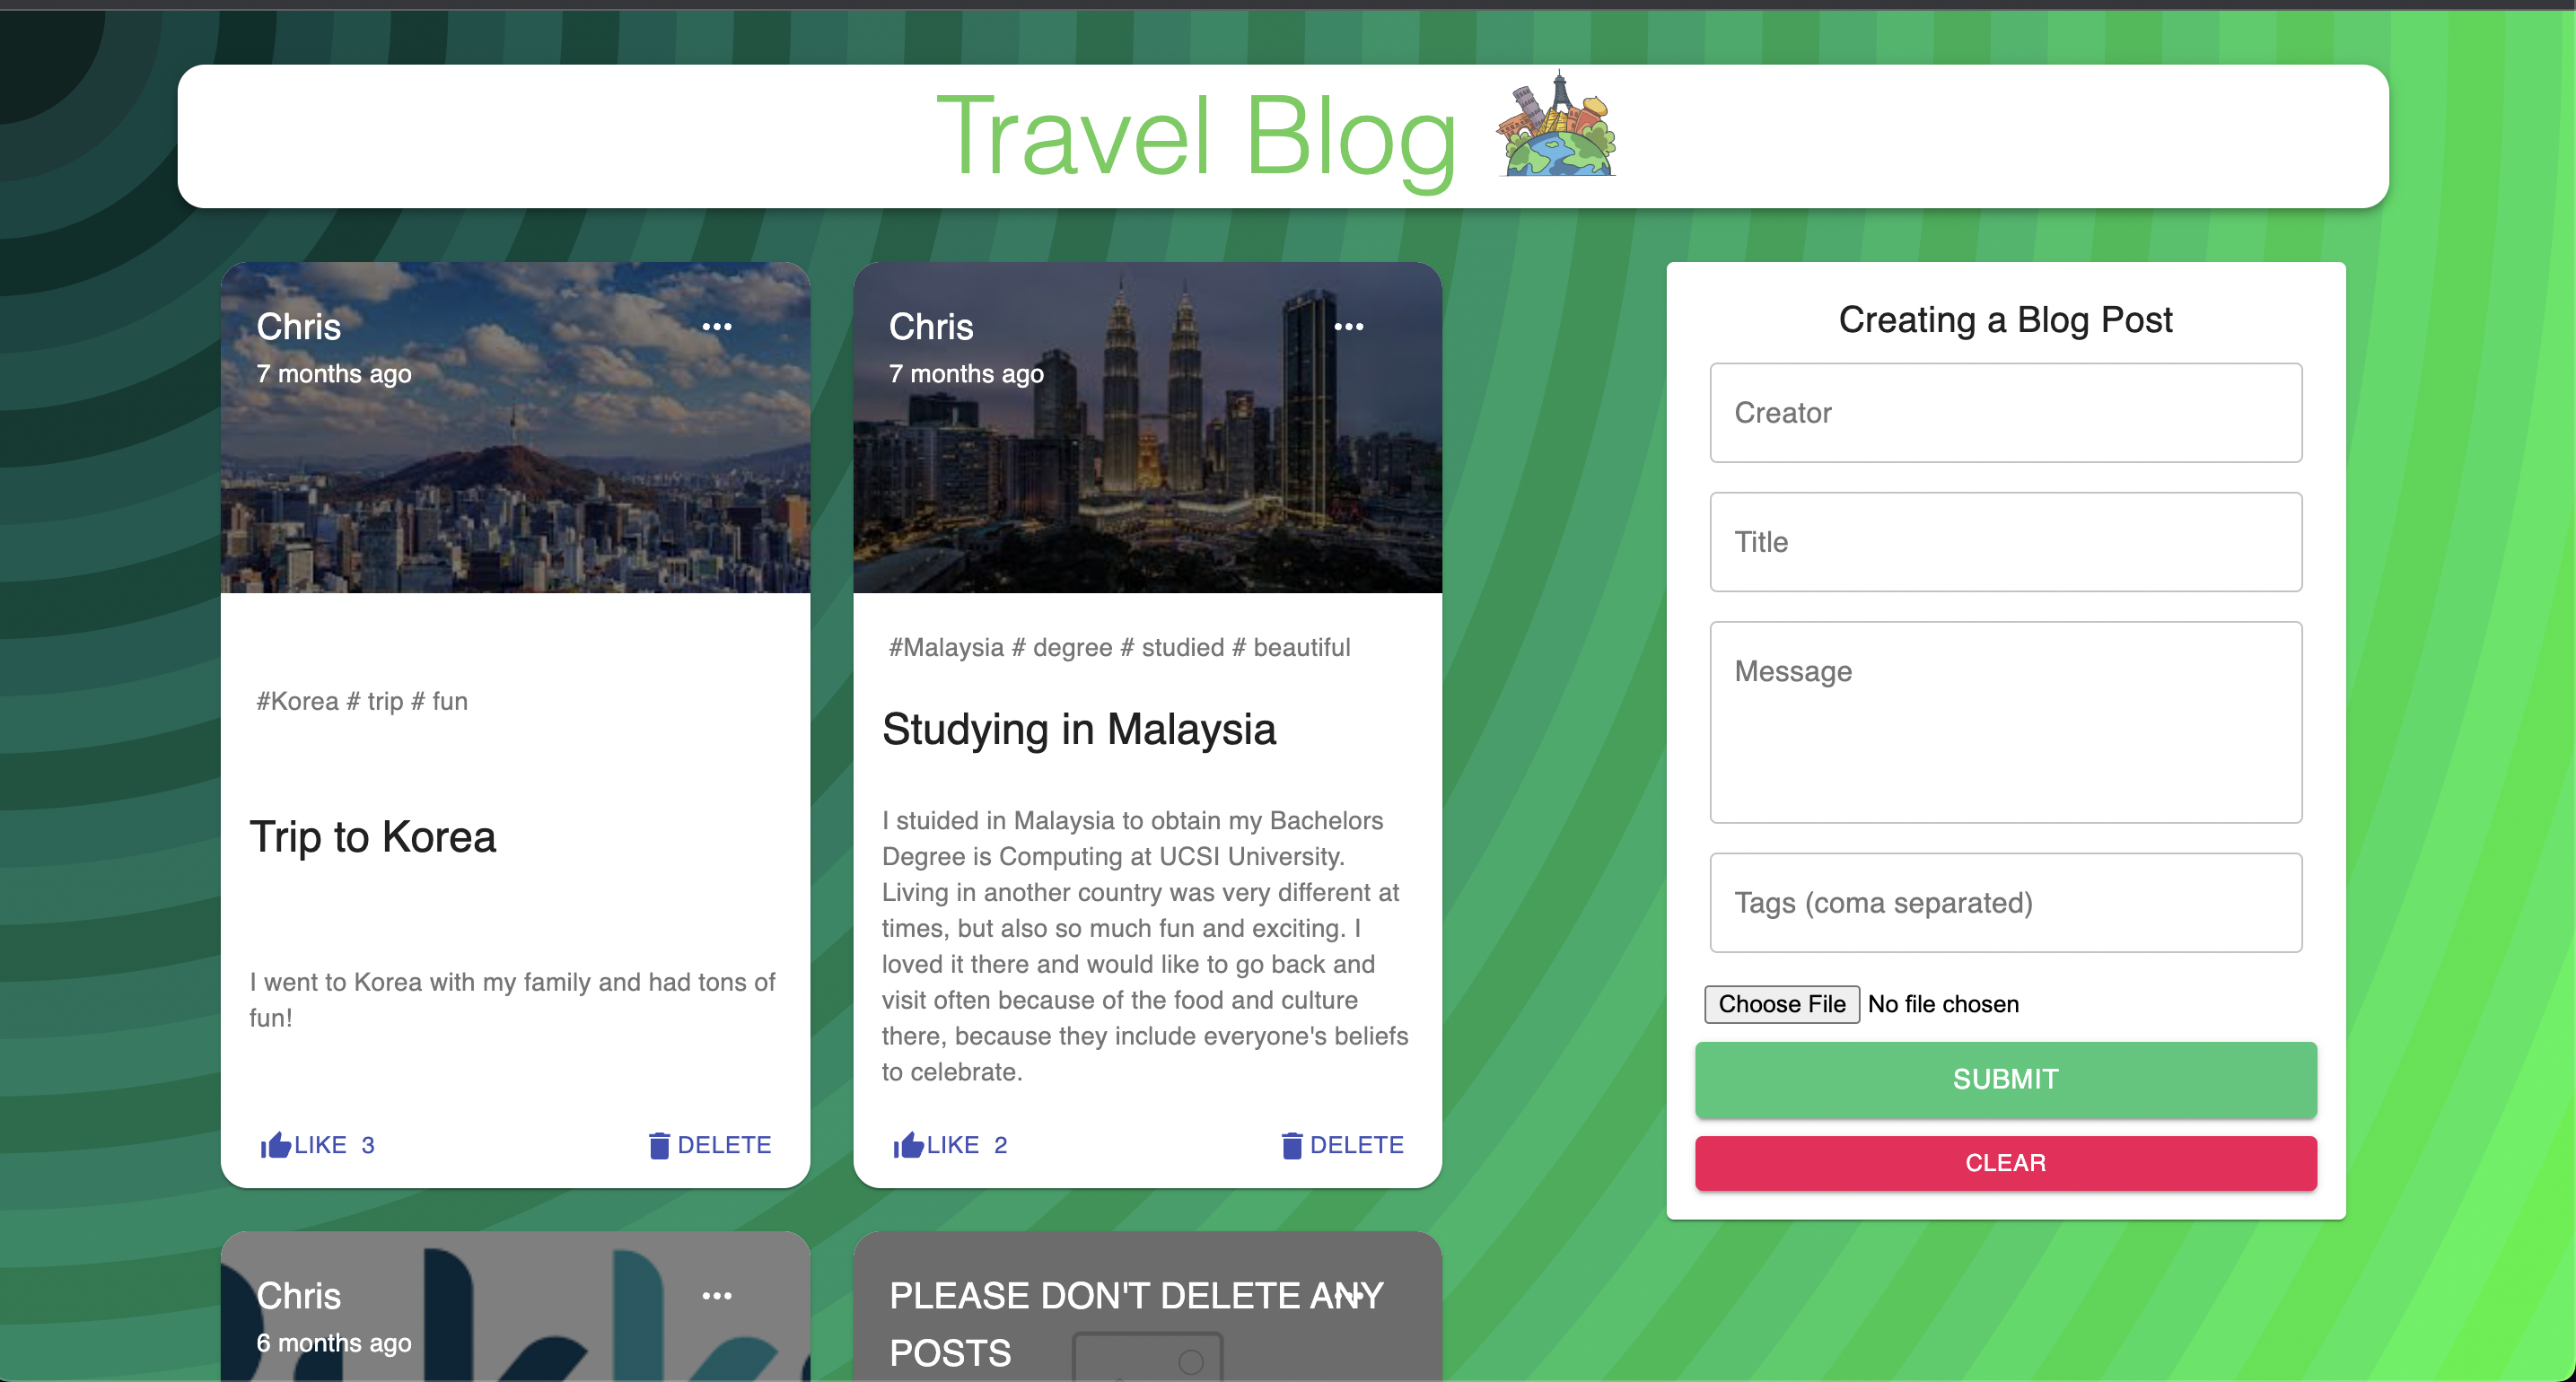 Travel Blog
Chris
7 months ago
#Korea # trip # fun
Trip to Korea
I went to Korea with my family and had tons of
fun!
LIKE 3
DELETE
Chris
7 months ago
#Malaysia # degree # studied # beautiful
Studying in Malaysia
I stuided in Malaysia to obtain my Bachelors
Degree is Computing at UCSI University.
Living in another country was very different at
times, but also so much fun and exciting. I
loved it there and would like to go back and
visit often because of the food and culture
there, because they include everyone's beliefs
to celebrate.
LIKE 2
DELETE
Chris
6 months ago
PLEASE DON'T DELETE ANY
POSTS
Creating a Blog Post
Creator
Title
Message
Tags (coma separated)
Choose File No file chosen
SUBMIT
CLEAR